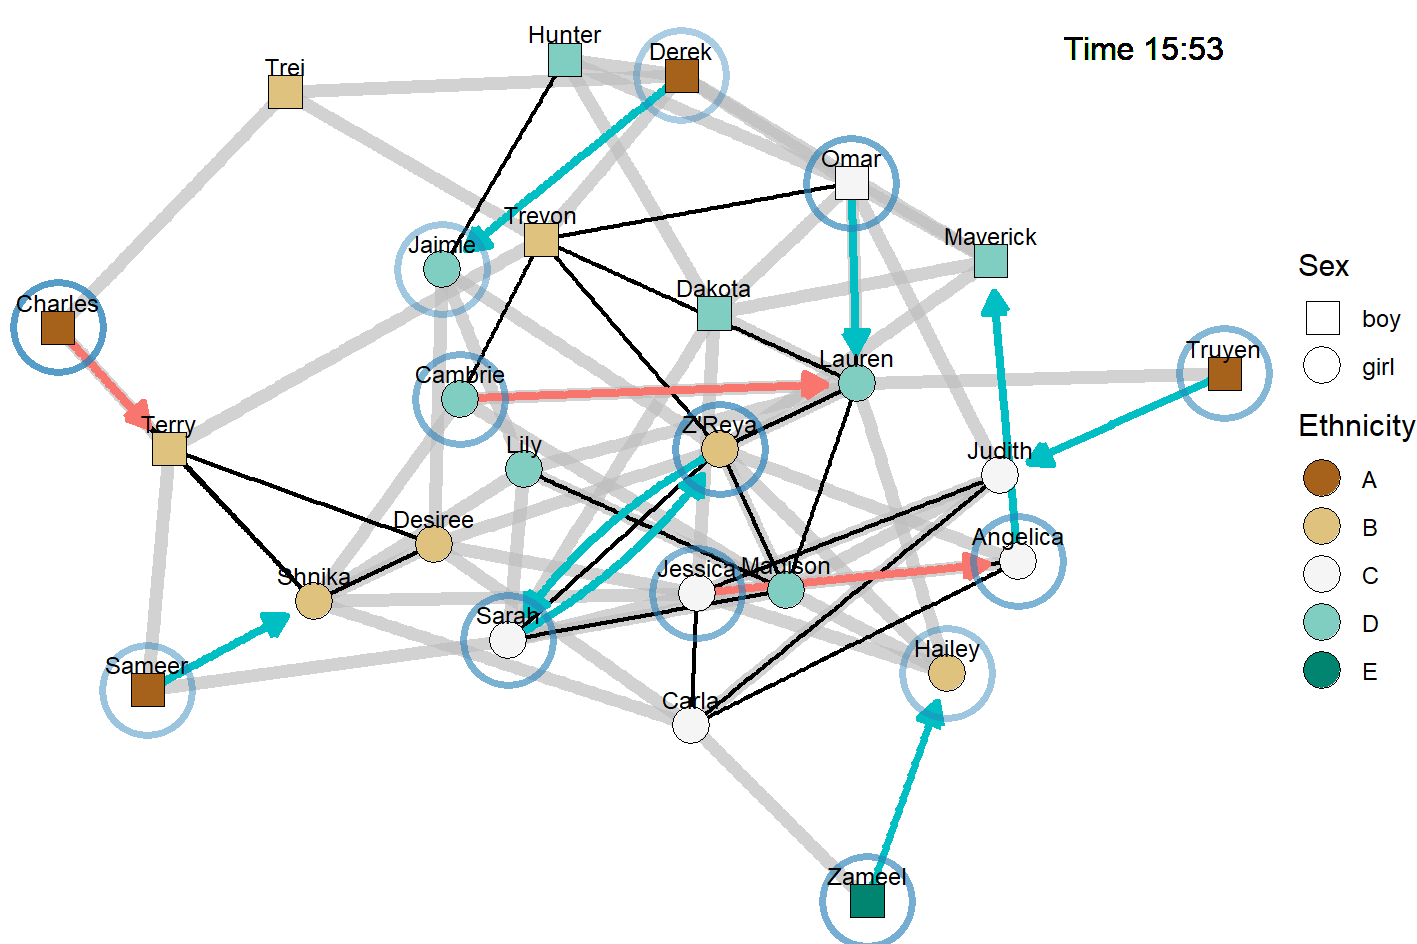 Hunter
Derek
Time 15:53
Trei
Omar
Trevon
Jaimie
Maverick
Sex
Dakota
Charles
boy
Truyen
Lauren
girl
Cambrie
Terry
Z'Reya
Ethnicity
Lily
Judith
A
Desiree
B
Angelica
Jessica
Madison
Shnika
C
Sarah
D
Hailey
Sameer
E
Carla
Zameel